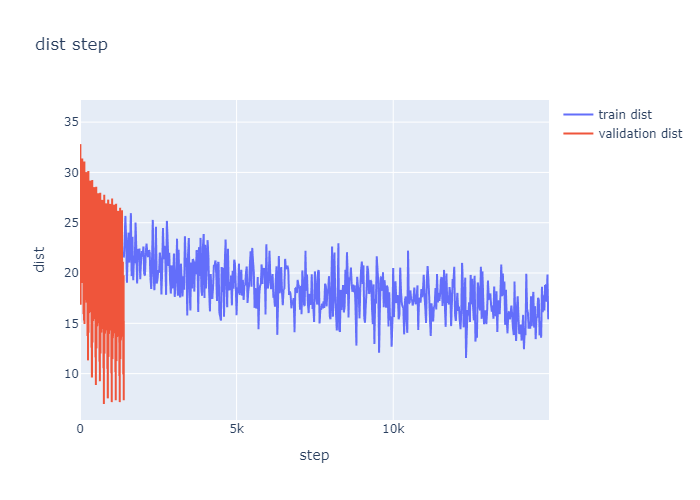 dist step
train dist
validation dist
35
30
25
20
15
10
dist
0
5k
10k
step